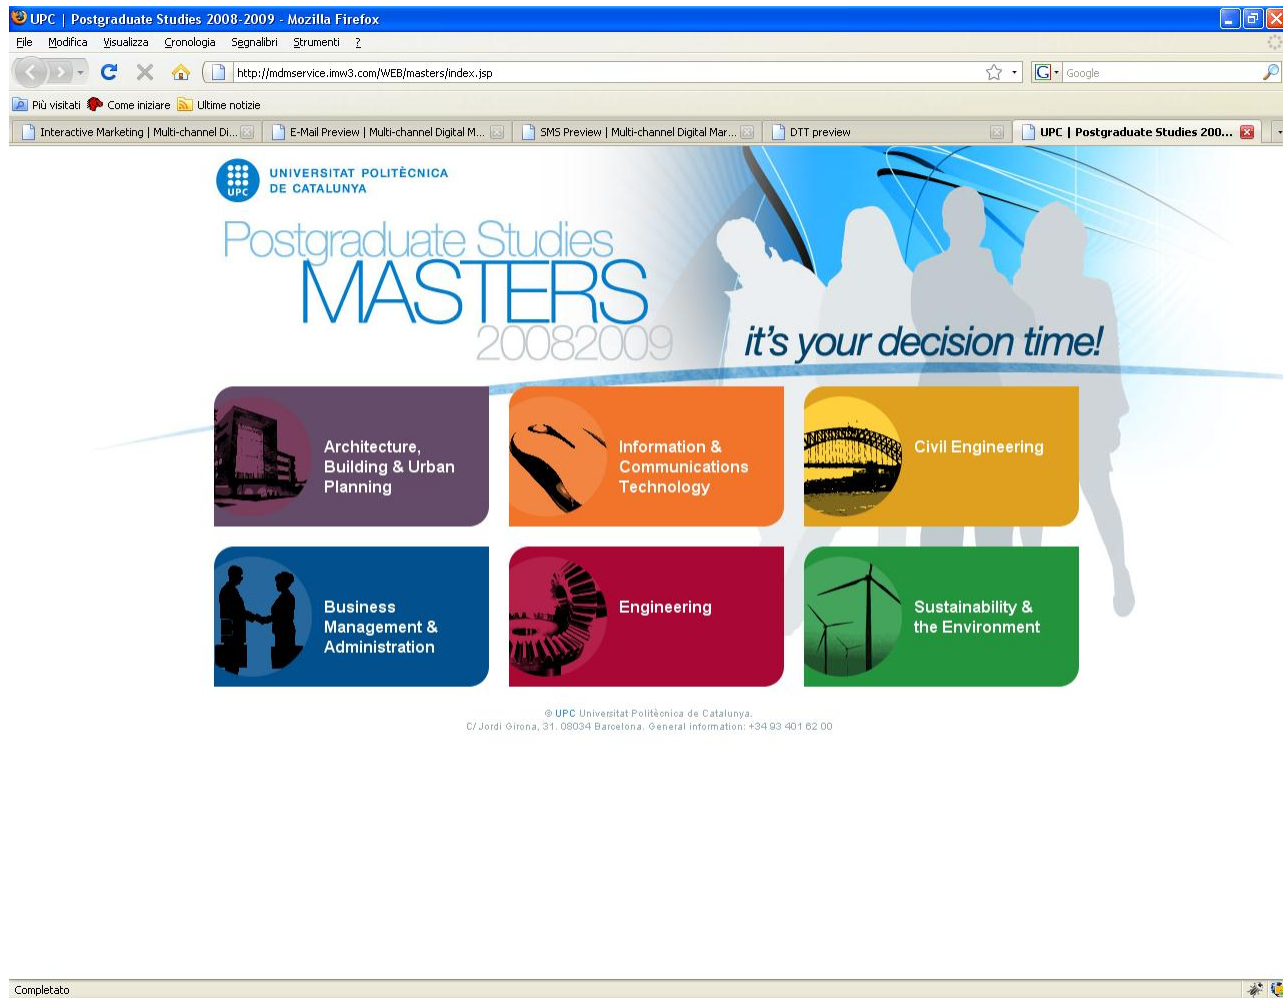 UPC | Postgraduate Studies 2008-2009 - Mozilla Firefox
File Modifica Visualizza Cronologia Segnalibri Strumenti ?
http://mdmservice.imw3.com/WEB/masters/index.jsp
G Google
Più visitati Come iniziare Ultime notizie
Interactive Marketing | Multi-channel Di... E-Mail Preview | Multi-channel Digital M... SMS Preview | Multi-channel Digital Mar... DTT preview UPC | Postgraduate Studies 200...
UPC
UNIVERSITAT POLITÈCNICA
DE CATALUNYA
Postgraduate Studies
MASTERS
20082009
it's your decision time!
Architecture,
Building & Urban
Planning
Information &
Communications
Technology
Civil Engineering
Business
Management &
Administration
Engineering
Sustainability &
the Environment
© UPC Universitat Politècnica de Catalunya.
C/ Jordi Girona, 31. 08034 Barcelona. General information: +34 93 401 62 00
Completato